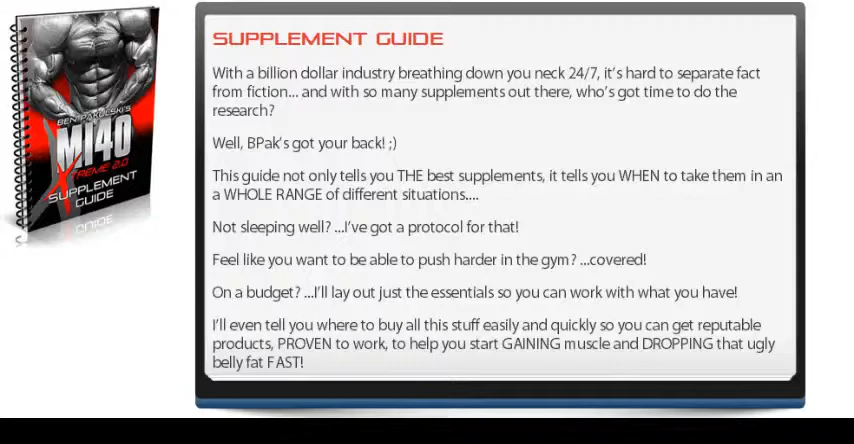 BEN PAKULSKI'S
MI40
XTREME 2.0
SUPPLEMENT
GUIDE
SUPPLEMENT GUIDE
With a billion dollar industry breathing down you neck 24/7, it's hard to separate fact
from fiction... and with so many supplements out there, who's got time to do the
research?
Well, BPak's got your back! ;)
This guide not only tells you THE best supplements, it tells you WHEN to take them in an
a WHOLE RANGE of different situations....
Not sleeping well? ...I've got a protocol for that!
Feel like you want to be able to push harder in the gym? ...covered!
On a budget? ...I'll lay out just the essentials so you can work with what you have!
I'll even tell you where to buy all this stuff easily and quickly so you can get reputable
products, PROVEN to work, to help you start GAINING muscle and DROPPING that ugly
belly fat FAST!